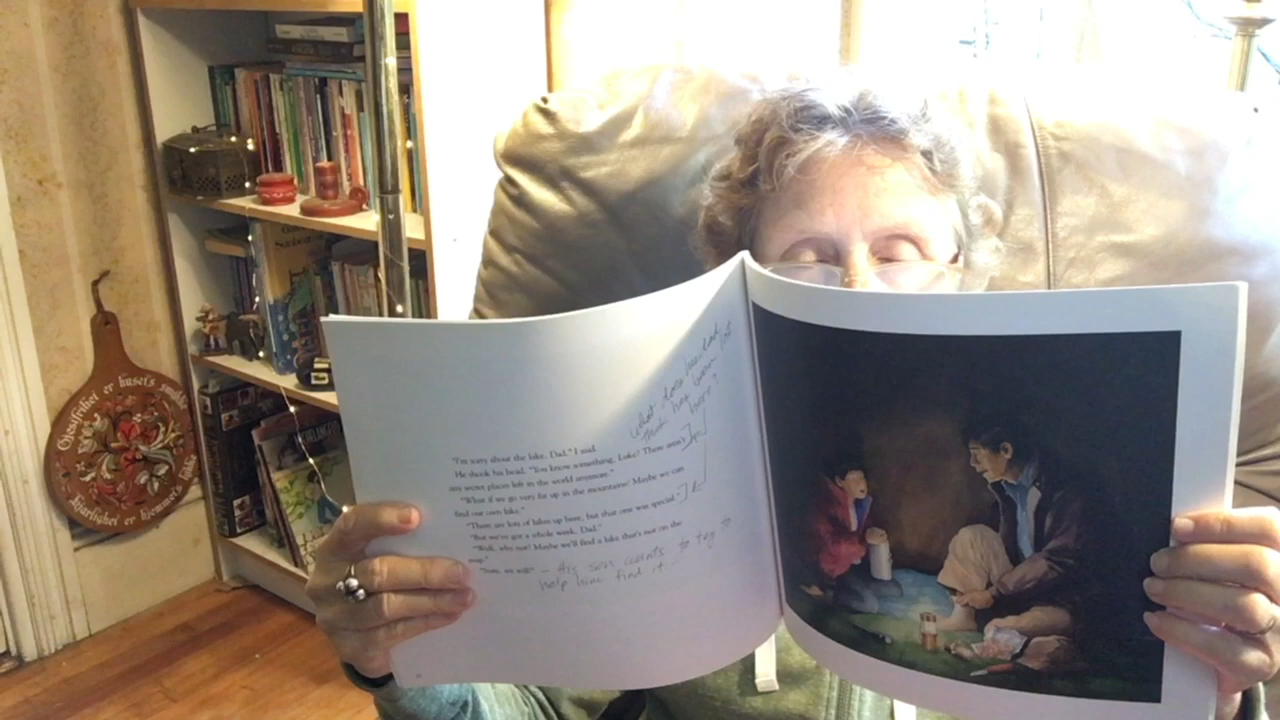 Gjestfrihet er husets
Kjærlighet er hjemmets
MICHELANGELO
What does his dad
think has been lost
here?
"I'm sorry about the lake, Dad," I said.
He shook his head. "You know something, Luke? There aren't
any secret places left in the world anymore."
"What if we go very far up in the mountains? Maybe we can
find our own lake."
"There are lots of lakes up here, but that one was special."
"But we've got a whole week, Dad."
"Well, why not? Maybe we'll find a lake that's not on the
map."
"Sure, we will!" - His son wants to try to
help him find it